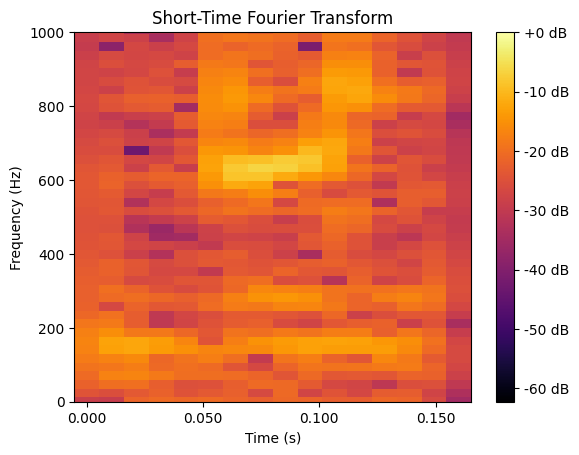 Short-Time Fourier Transform
1000
800
600
400
200
0
Frequency (Hz)
0.000
0.050
0.100
0.150
Time (s)
+0 dB
-10 dB
-20 dB
-30 dB
-40 dB
-50 dB
-60 dB